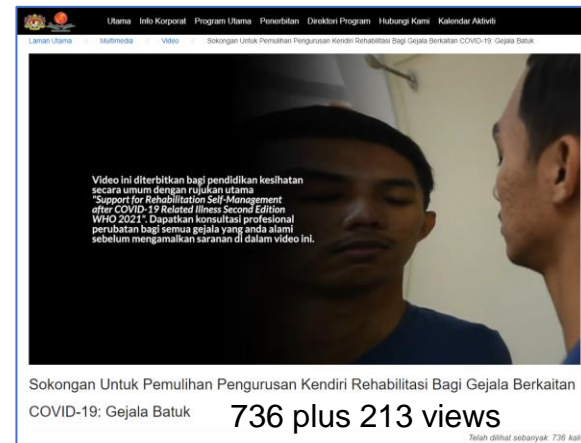 Utama Info Korporat Program Utama Penerbitan Direktori Program Hubungi Kami Kalendar Aktiviti
Laman Utama Multimedia Video Sokongan Untuk Pemulihan Pengurusan Kendiri Rehabilitasi Bagi Gejala Berkaitan COVID-19: Gejala Batuk
Video ini diterbitkan bagi pendidikan kesihatan
secara umum dengan rujukan utama
"Support for Rehabilitation Self-Management
after COVID-19 Related Illness Second Edition
WHO 2021". Dapatkan konsultasi profesional
perubatan bagi semua gejala yang anda alami
sebelum mengamalkan saranan di dalam video ini.
Sokongan Untuk Pemulihan Pengurusan Kendiri Rehabilitasi Bagi Gejala Berkaitan
COVID-19: Gejala Batuk
736 plus 213 views
Telah dilihat sebanyak: 736 kali